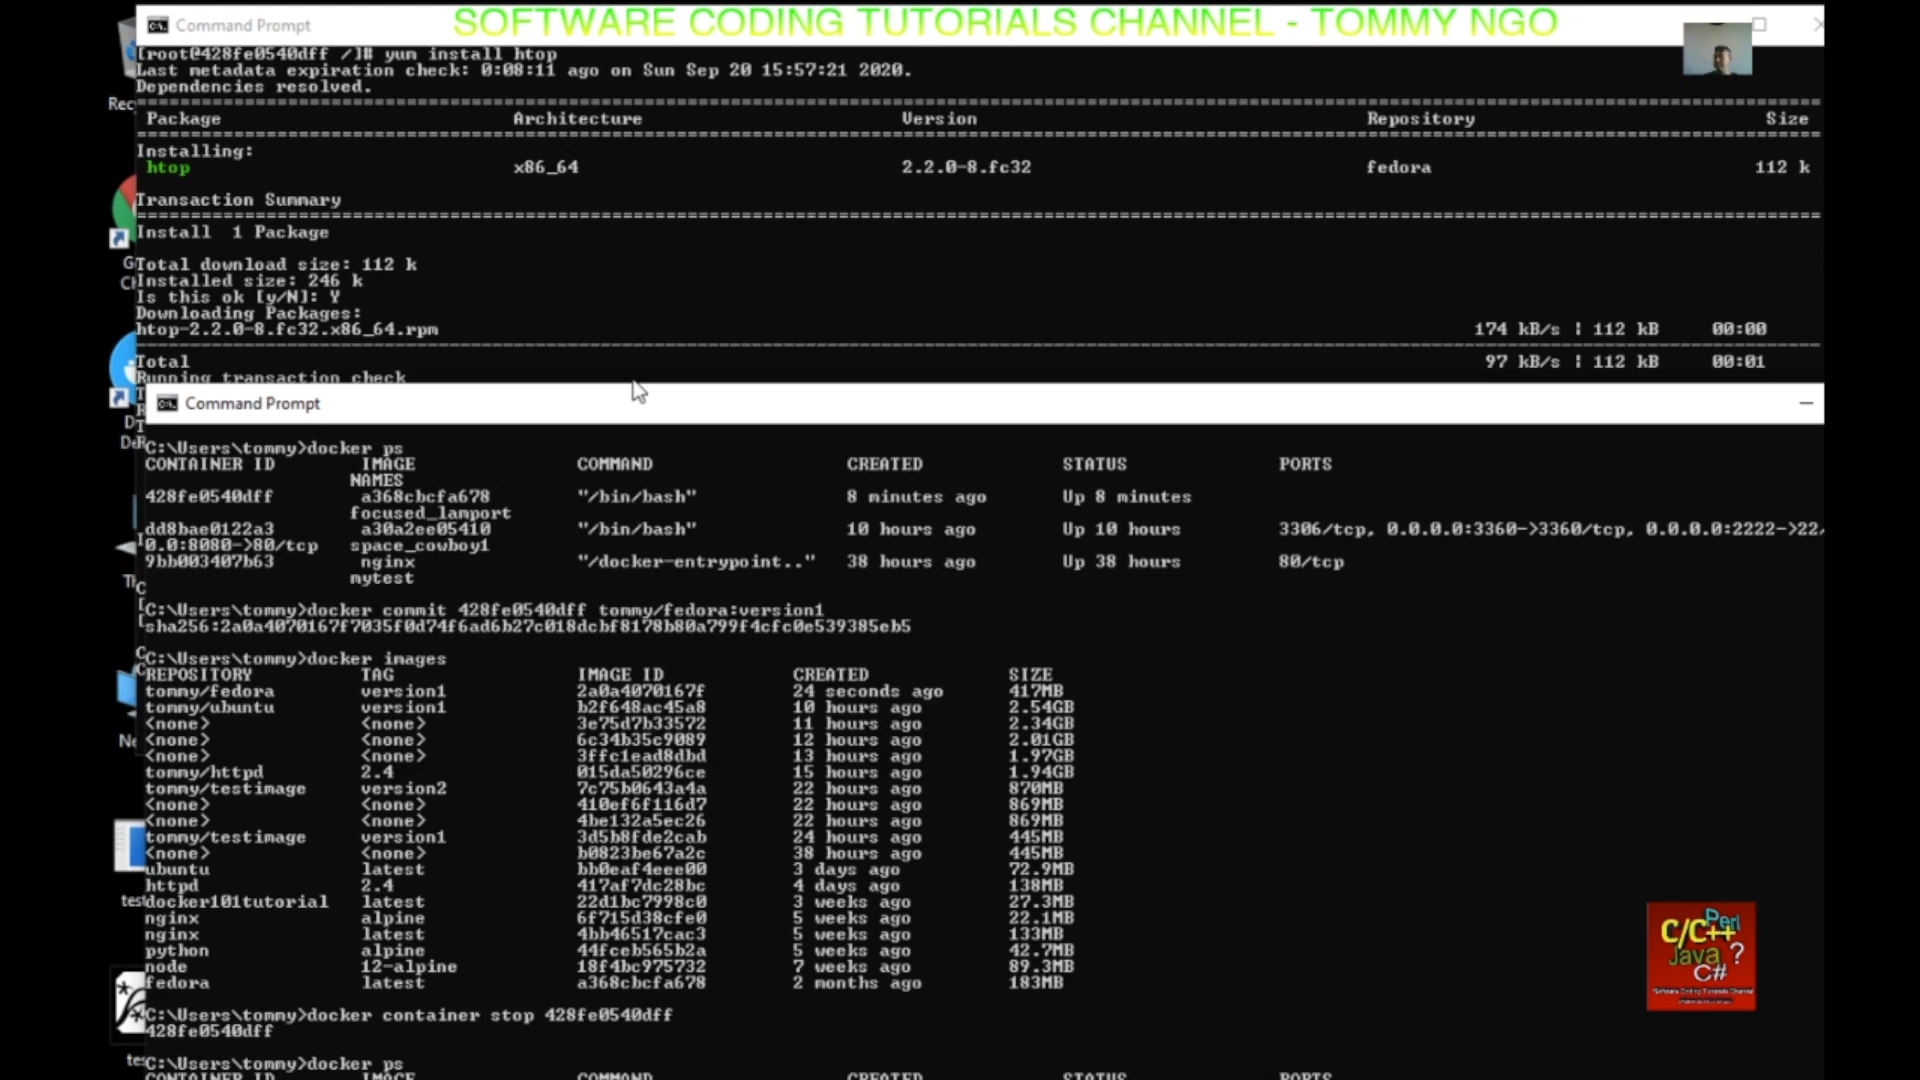 SOFTWARE CODING TUTORIALS CHANNEL - TOMMY NGO
Command Prompt
[root@428fe0540dff /]# yum install htop
Last metadata expiration check: 0:08:11 ago on Sun Sep 20 15:57:21 2020.
Dependencies resolved.
Package Architecture Version Repository Size
Installing:
htop x86_64 2.2.0-8.fc32 fedora 112 k
Transaction Summary
Install 1 Package
Total download size: 112 k
Installed size: 246 k
Is this ok [y/N]: Y
Downloading Packages:
htop-2.2.0-8.fc32.x86_64.rpm 174 kB/s | 112 kB 00:00
Total 97 kB/s | 112 kB 00:01
Running transaction check
Command Prompt
C:\Users\tommy>docker ps
CONTAINER ID IMAGE COMMAND CREATED STATUS PORTS
NAMES
428fe0540dff a368cbcfa678 "/bin/bash" 8 minutes ago Up 8 minutes
focused_lamport
dd8bae0122a3 a30a2ee05410 "/bin/bash" 10 hours ago Up 10 hours 3306/tcp, 0.0.0.0:3360->3360/tcp, 0.0.0.0:2222->22/
0.0:8080->80/tcp space_cowboy1
9bb003407b63 nginx "/docker-entrypoint.." 38 hours ago Up 38 hours 80/tcp
mytest
C:\Users\tommy>docker commit 428fe0540dff tommy/fedora:version1
sha256:2a0a4070167f7035f0d74f6ad6b27c018dcbf8178b80a799f4cfc0e539385eb5
C:\Users\tommy>docker images
REPOSITORY TAG IMAGE ID CREATED SIZE
tommy/fedora version1 2a0a4070167f 24 seconds ago 417MB
tommy/ubuntu version1 b2f648ac45a8 10 hours ago 2.54GB
<none> <none> 3e75d7b33572 11 hours ago 2.34GB
<none> <none> 6c34b35c9089 12 hours ago 2.01GB
<none> <none> 3ffc1ead8dbd 13 hours ago 1.97GB
tommy/httpd 2.4 015da50296ce 15 hours ago 1.94GB
tommy/testimage version2 7c75b0643a4a 22 hours ago 870MB
<none> <none> 410ef6f116d7 22 hours ago 869MB
<none> <none> 4be132a5ec26 22 hours ago 869MB
tommy/testimage version1 3d5b8fde2cab 24 hours ago 445MB
<none> <none> b0823be67a2c 38 hours ago 445MB
ubuntu latest bb0eaf4eee00 3 days ago 72.9MB
httpd 2.4 417af7dc28bc 4 days ago 138MB
docker101tutorial latest 22d1bc7998c0 3 weeks ago 27.3MB
nginx alpine 6f715d38cfe0 5 weeks ago 22.1MB
nginx latest 4bb46517cac3 5 weeks ago 133MB
python alpine 44fceb565b2a 5 weeks ago 42.7MB
node 12-alpine 18f4bc975732 7 weeks ago 89.3MB
fedora latest a368cbcfa678 2 months ago 183MB
C:\Users\tommy>docker container stop 428fe0540dff
428fe0540dff
C:\Users\tommy>docker ps
CONTAINER ID IMAGE COMMAND CREATED STATUS PORTS
C/C++ Perl
Java ?
C#
Software Coding Tutorials Channel